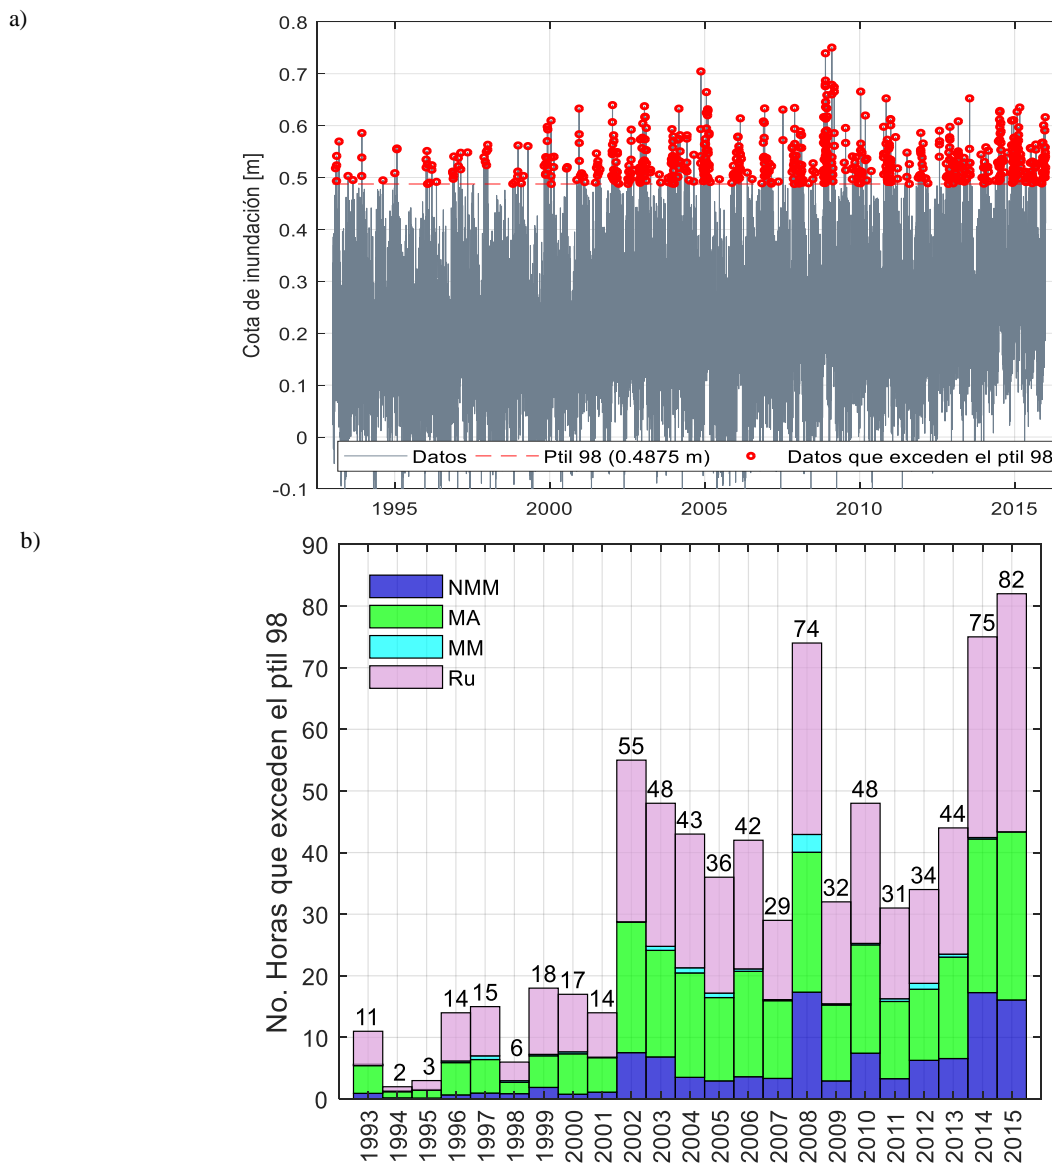 a)
Cota de inundación [m]
0.8
0.7
0.6
0.5
0.4
0.3
0.2
0.1
0
-0.1
Datos
Ptil 98 (0.4875 m)
Datos que exceden el ptil 98
1995 2000 2005 2010 2015
b)
No. Horas que exceden el ptil 98
90
80
70
60
50
40
30
20
10
0
NMM
MA
MM
Ru
11 2 3 14 15 6 18 17 14 55 48 43 36 42 29 74 32 48 31 34 44 75 82
1993 1994 1995 1996 1997 1998 1999 2000 2001 2002 2003 2004 2005 2006 2007 2008 2009 2010 2011 2012 2013 2014 2015